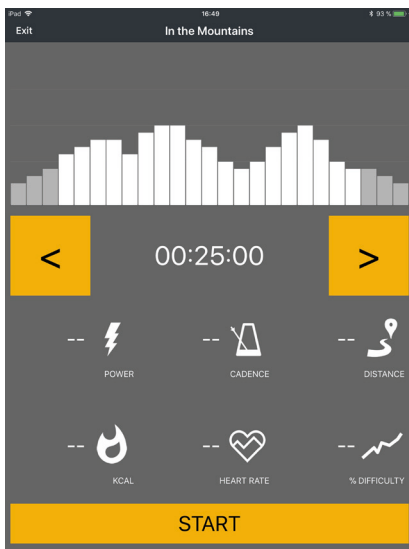 iPad 16:49 93 %
Exit In the Mountains
< 00:25:00 >
-- -- --
POWER CADENCE DISTANCE
-- -- --
KCAL HEART RATE % DIFFICULTY
START